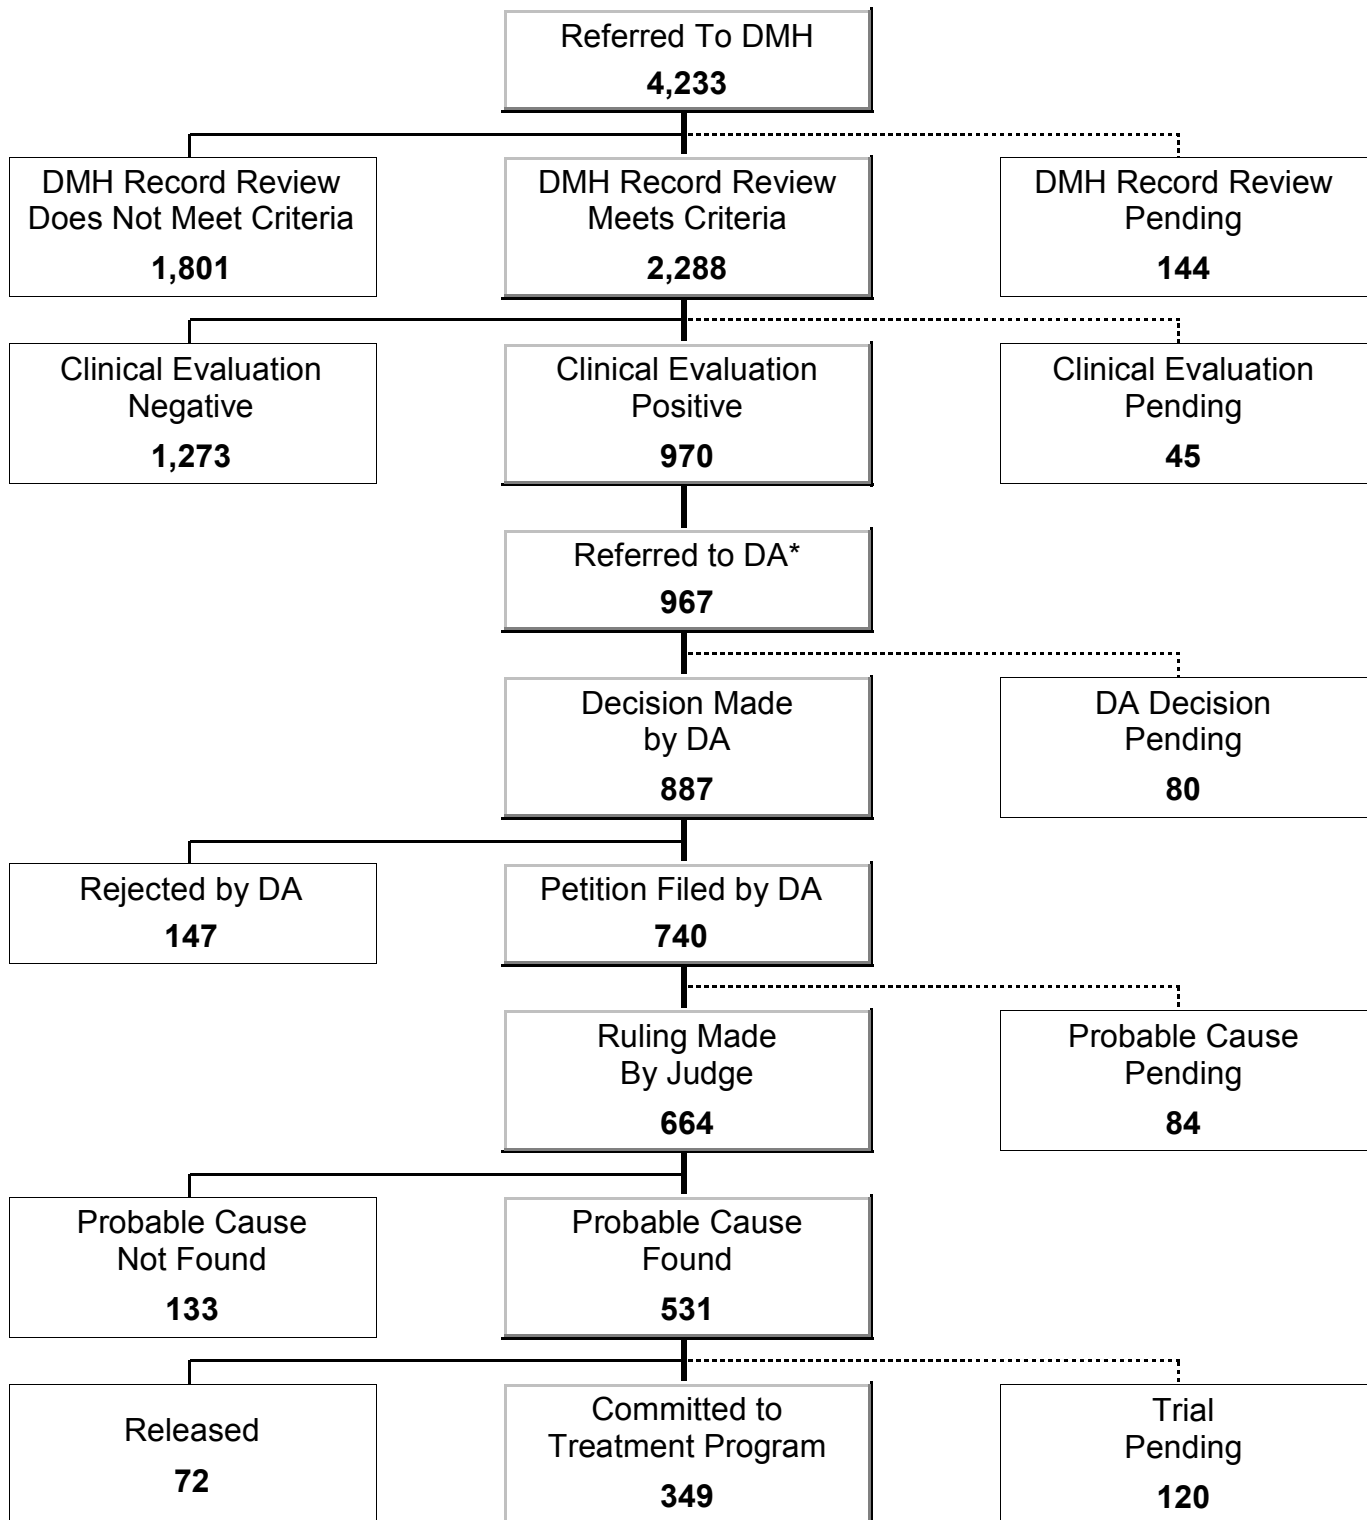 Referred To DMH
4,233
DMH Record Review
Does Not Meet Criteria
1,801
DMH Record Review
Meets Criteria
2,288
DMH Record Review
Pending
144
Clinical Evaluation
Negative
1,273
Clinical Evaluation
Positive
970
Clinical Evaluation
Pending
45
Referred to DA*
967
Decision Made
by DA
887
DA Decision
Pending
80
Rejected by DA
147
Petition Filed by DA
740
Ruling Made
By Judge
664
Probable Cause
Pending
84
Probable Cause
Not Found
133
Probable Cause
Found
531
Released
72
Committed to
Treatment Program
349
Trial
Pending
120